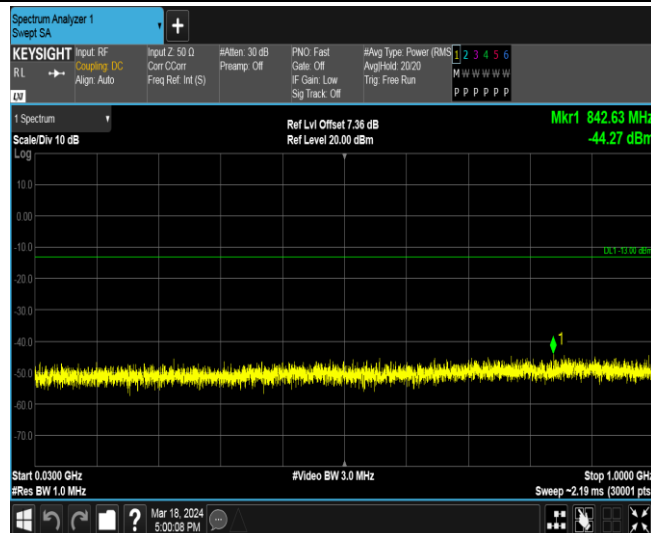 Spectrum Analyzer 1
Swept SA
+
KEYSIGHT
RL
Input: RF
Coupling: DC
Align: Auto
Input Z: 50 Ω
Corr CCorr
Freq Ref: Int (S)
#Atten: 30 dB
Preamp: Off
PNO: Fast
Gate: Off
IF Gain: Low
Sig Track: Off
#Avg Type: Power (RMS
Avg|Hold: 20/20
Trig: Free Run
1 2 3 4 5 6
M W W W W W
P P P P P P
1 Spectrum
Scale/Div 10 dB
Ref Lvl Offset 7.36 dB
Ref Level 20.00 dBm
Mkr1 842.63 MHz
-44.27 dBm
Log
10.0
0.00
-10.0
DL1 -13.00 dBm
-20.0
-30.0
-40.0
1
-50.0
-60.0
-70.0
Start 0.0300 GHz
#Video BW 3.0 MHz
Stop 1.0000 GHz
#Res BW 1.0 MHz
Sweep ~2.19 ms (30001 pts)
?
Mar 18, 2024
5:00:08 PM